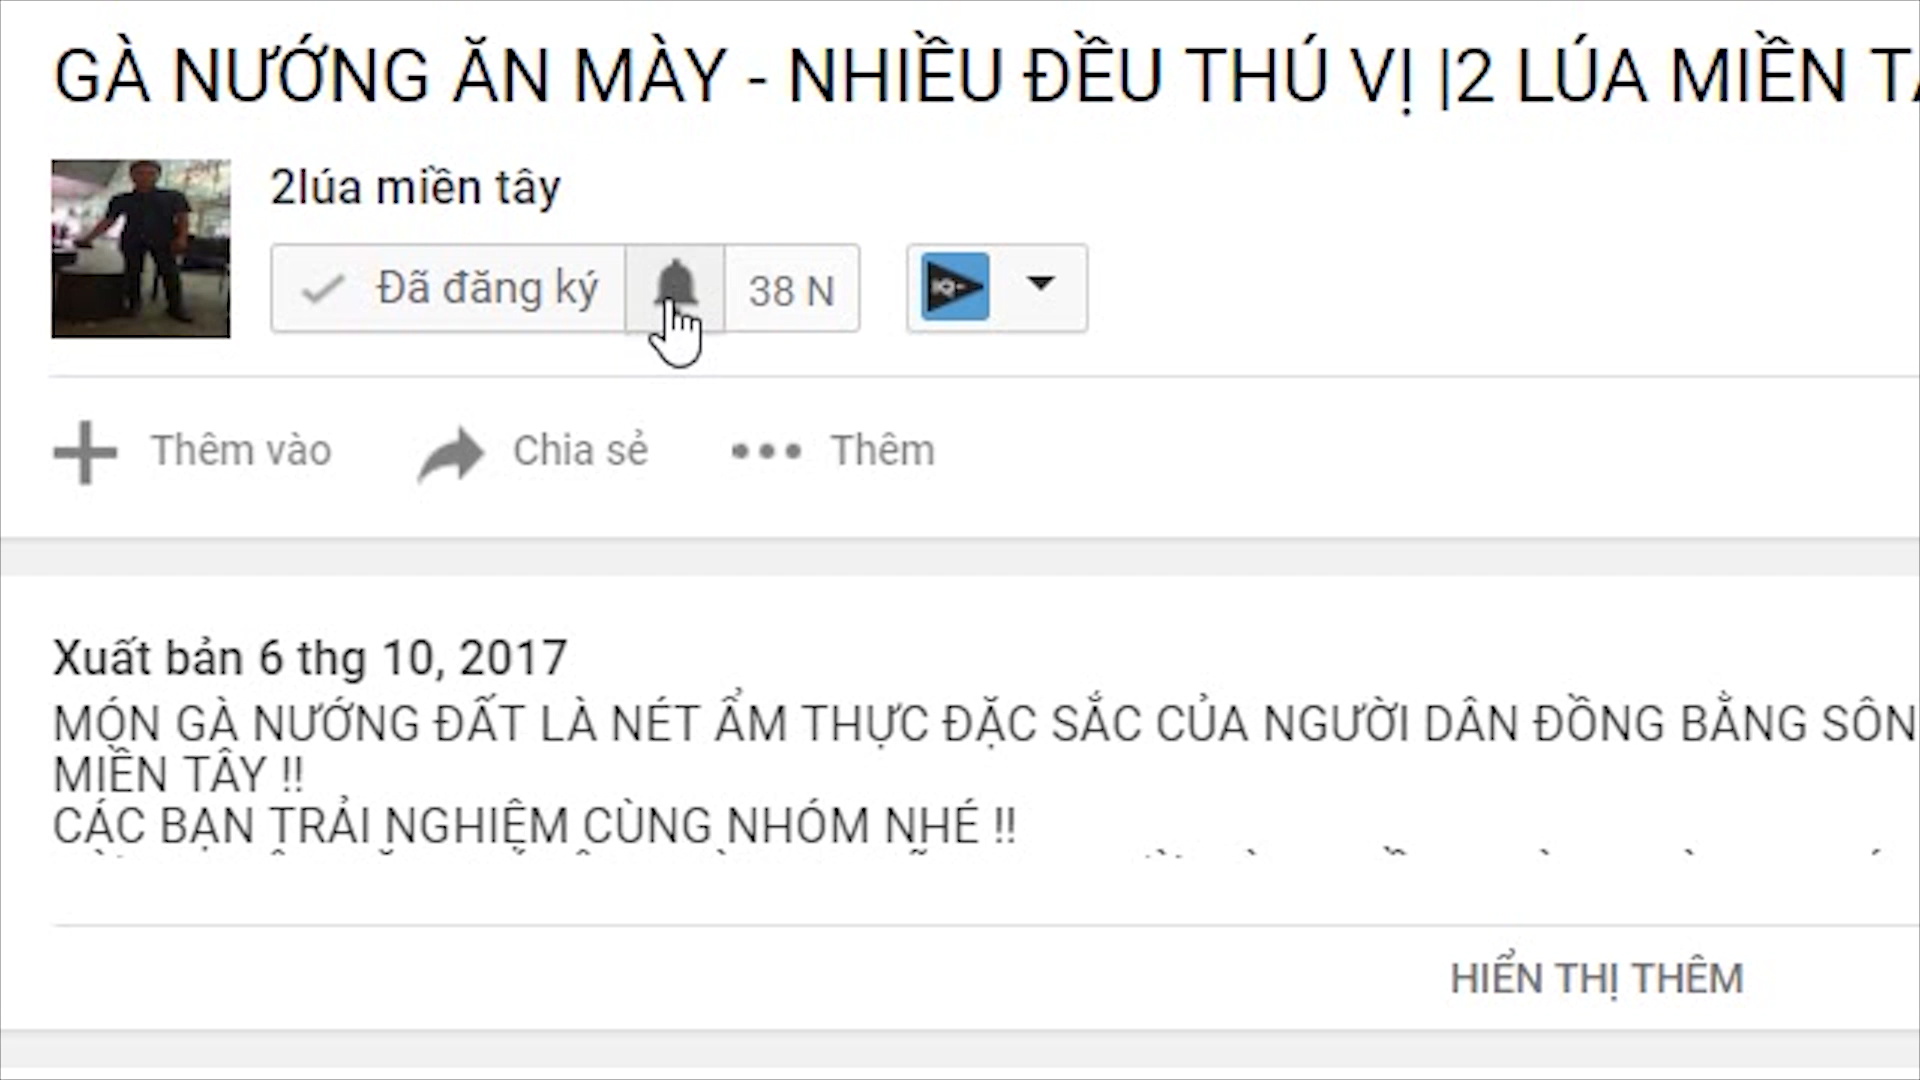 GÀ NƯỚNG ĂN MÀY - NHIỀU ĐỀU THÚ VỊ |2 LÚA MIỀN
2lúa miền tây
Đã đăng ký 38 N
IQ
Thêm vào Chia sẻ Thêm
Xuất bản 6 thg 10, 2017
MÓN GÀ NƯỚNG ĐẤT LÀ NÉT ẨM THỰC ĐẶC SẮC CỦA NGƯỜI DÂN ĐỒNG BẰNG SÔN
MIỀN TÂY !!
CÁC BẠN TRẢI NGHIỆM CÙNG NHÓM NHÉ !!
HIỂN THỊ THÊM